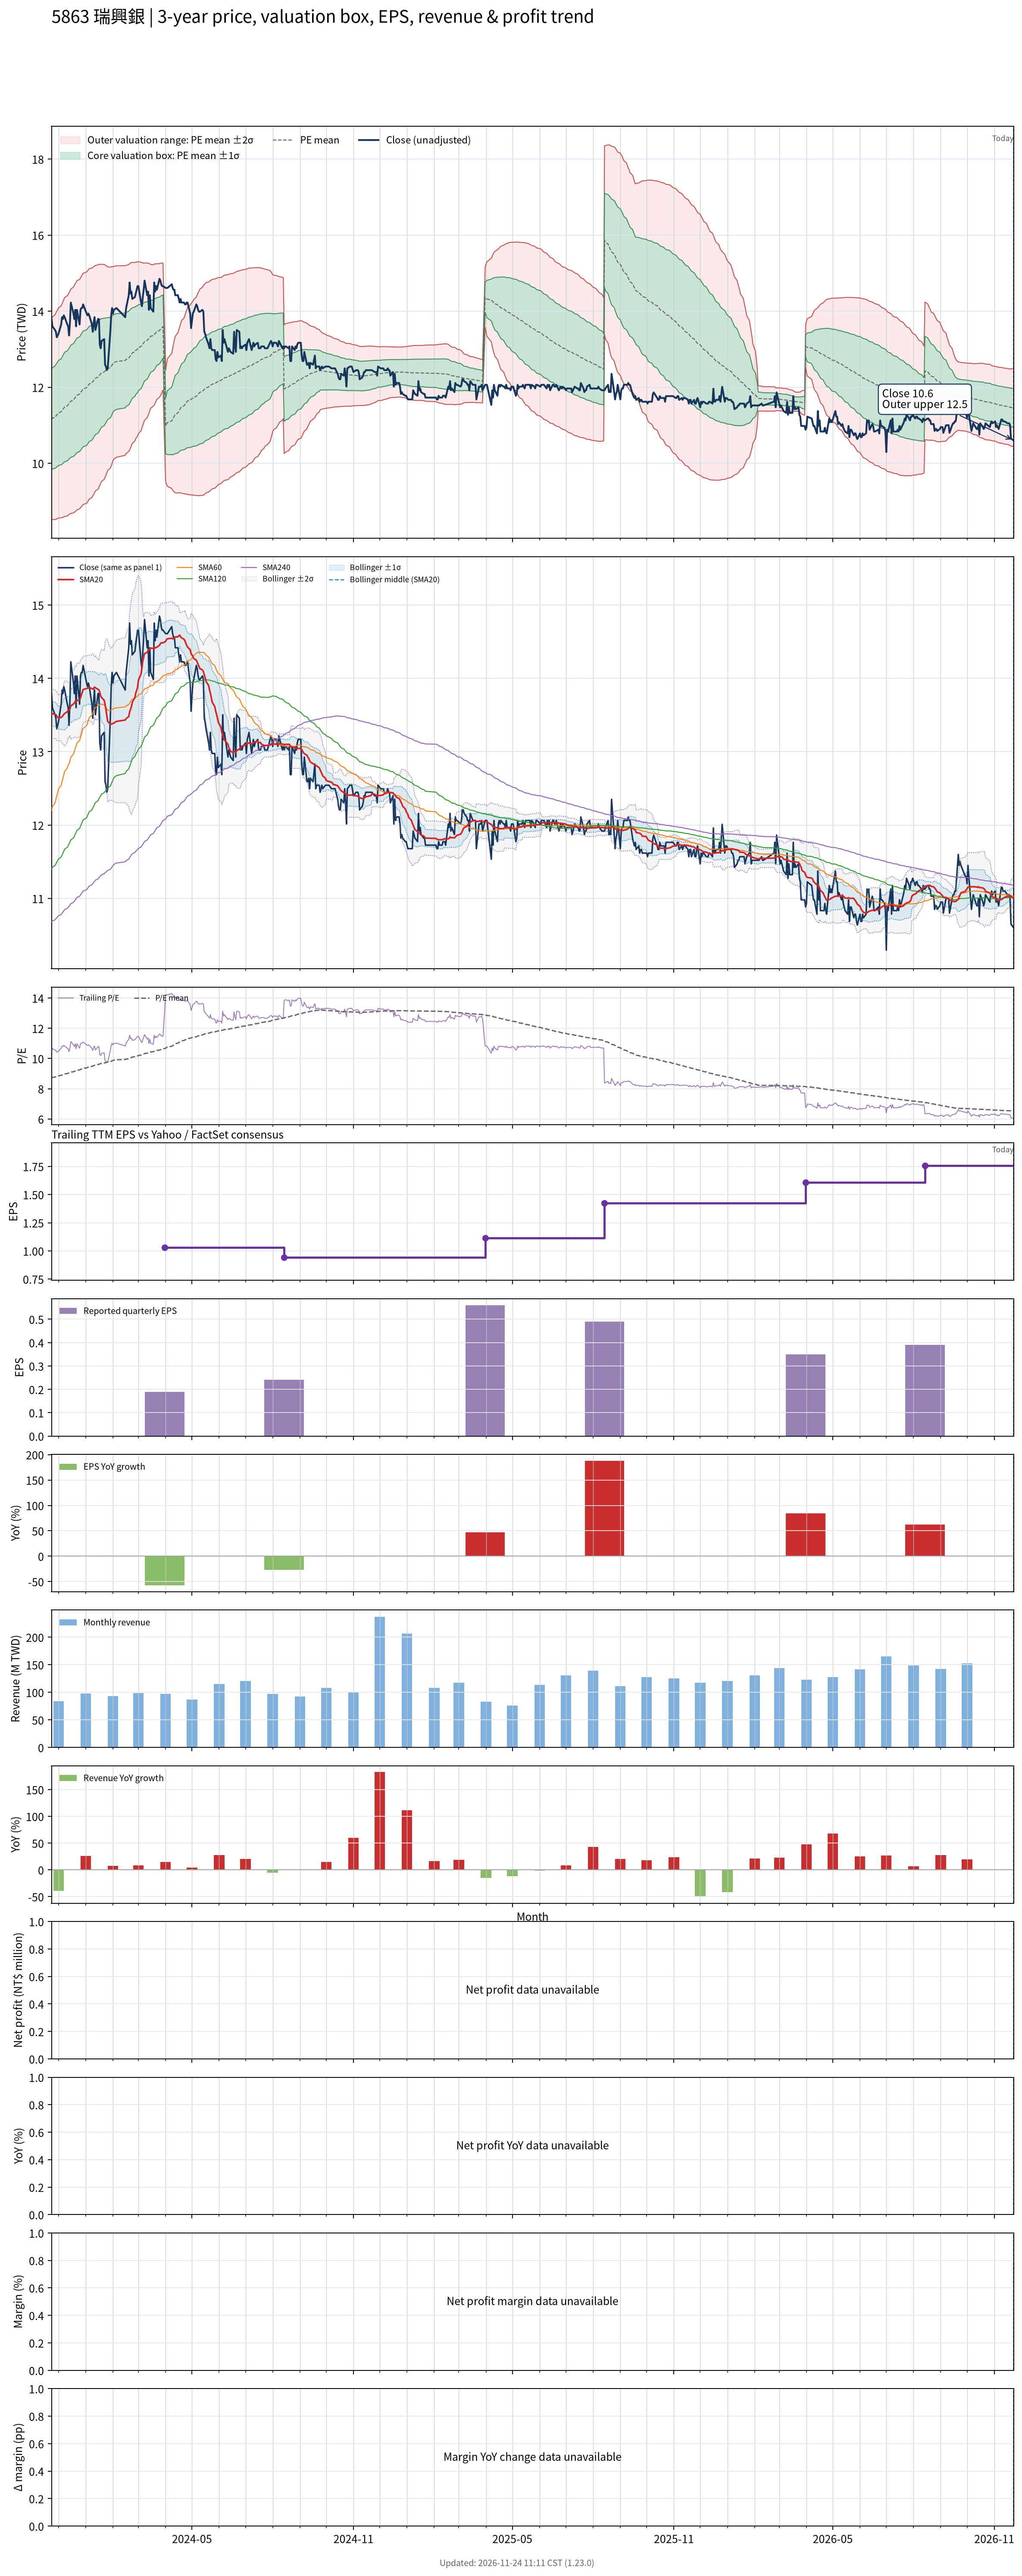 5863 瑞興銀 | 3-year price, valuation box, EPS, revenue & profit trend
Outer valuation range: PE mean ±2σ
PE mean
Close (unadjusted)
Core valuation box: PE mean ±1σ
Today
Price (TWD)
18
16
14
12
10
Close 10.6
Outer upper 12.5
Close (same as panel 1)
SMA20
SMA60
SMA120
SMA240
Bollinger ±2σ
Bollinger ±1σ
Bollinger middle (SMA20)
Price
15
14
13
12
11
Trailing P/E
P/E mean
P/E
14
12
10
8
6
Trailing TTM EPS vs Yahoo / FactSet consensus
Today
EPS
1.75
1.50
1.25
1.00
0.75
Reported quarterly EPS
EPS
0.5
0.4
0.3
0.2
0.1
0.0
EPS YoY growth
YoY (%)
200
150
100
50
0
-50
Monthly revenue
Revenue (M TWD)
200
150
100
50
0
Revenue YoY growth
YoY (%)
150
100
50
0
-50
Month
Net profit (NT$ million)
1.0
0.8
0.6
0.4
0.2
0.0
Net profit data unavailable
YoY (%)
1.0
0.8
0.6
0.4
0.2
0.0
Net profit YoY data unavailable
Margin (%)
1.0
0.8
0.6
0.4
0.2
0.0
Net profit margin data unavailable
Δ margin (pp)
1.0
0.8
0.6
0.4
0.2
0.0
Margin YoY change data unavailable
2024-05
2024-11
2025-05
2025-11
2026-05
2026-11
Updated: 2026-11-24 11:11 CST (1.23.0)